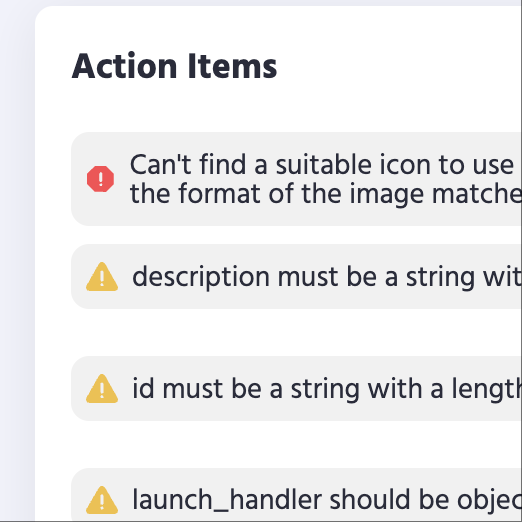 Action Items
Can't find a suitable icon to use
the format of the image matche
description must be a string wit
id must be a string with a length
launch_handler should be objec